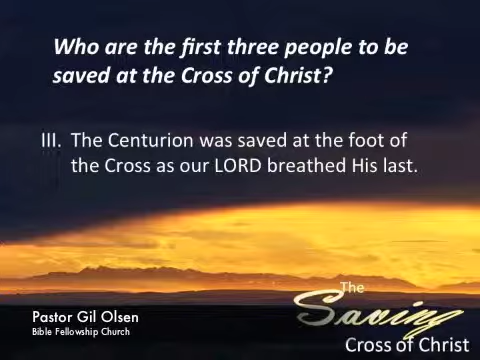 Who are the first three people to be
saved at the Cross of Christ?
III. The Centurion was saved at the foot of
the Cross as our LORD breathed His last.
Pastor Gil Olsen
Bible Fellowship Church
The
Saving
Cross of Christ